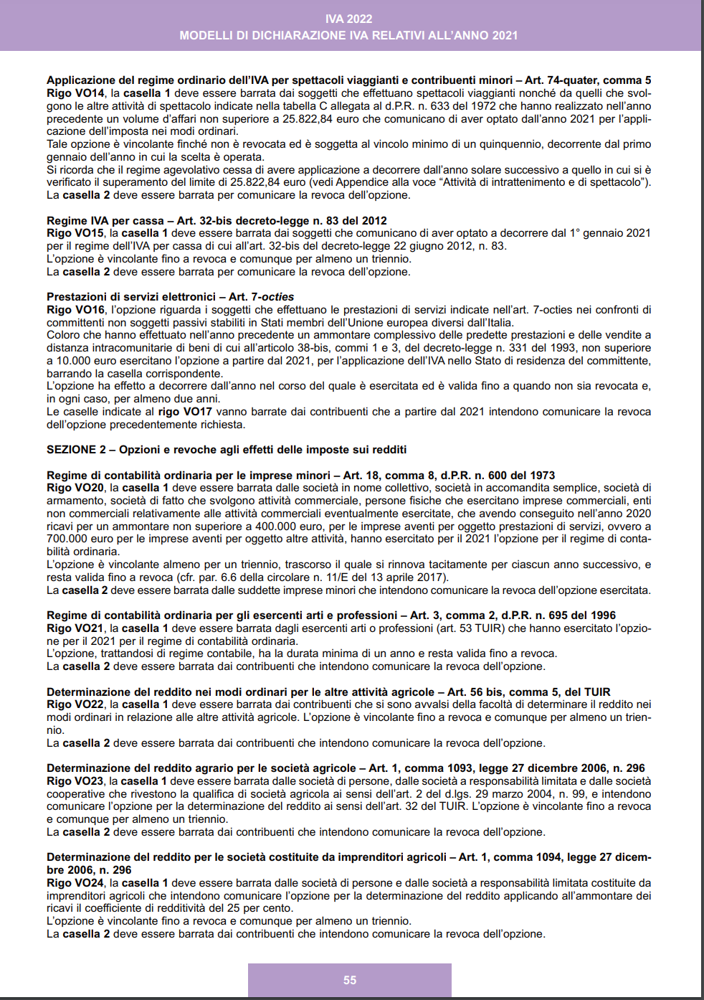 IVA 2022
MODELLI DI DICHIARAZIONE IVA RELATIVI ALL’ANNO 2021
Applicazione del regime ordinario dell’IVA per spettacoli viaggianti e contribuenti minori – Art. 74-quater, comma 5
Rigo VO14, la casella 1 deve essere barrata dai soggetti che effettuano spettacoli viaggianti nonché da quelli che svol-
gono le altre attività di spettacolo indicate nella tabella C allegata al d.P.R. n. 633 del 1972 che hanno realizzato nell’anno
precedente un volume d’affari non superiore a 25.822,84 euro che comunicano di aver optato dall’anno 2021 per l’appli-
cazione dell’imposta nei modi ordinari.
Tale opzione è vincolante finché non è revocata ed è soggetta al vincolo minimo di un quinquennio, decorrente dal primo
gennaio dell’anno in cui la scelta è operata.
Si ricorda che il regime agevolativo cessa di avere applicazione a decorrere dall’anno solare successivo a quello in cui si è
verificato il superamento del limite di 25.822,84 euro (vedi Appendice alla voce “Attività di intrattenimento e di spettacolo”).
La casella 2 deve essere barrata per comunicare la revoca dell’opzione.
Regime IVA per cassa – Art. 32-bis decreto-legge n. 83 del 2012
Rigo VO15, la casella 1 deve essere barrata dai soggetti che comunicano di aver optato a decorrere dal 1° gennaio 2021
per il regime dell’IVA per cassa di cui all’art. 32-bis del decreto-legge 22 giugno 2012, n. 83.
L’opzione è vincolante fino a revoca e comunque per almeno un triennio.
La casella 2 deve essere barrata per comunicare la revoca dell’opzione.
Prestazioni di servizi elettronici – Art. 7-octies
Rigo VO16, l’opzione riguarda i soggetti che effettuano le prestazioni di servizi indicate nell’art. 7-octies nei confronti di
committenti non soggetti passivi stabiliti in Stati membri dell’Unione europea diversi dall’Italia.
Coloro che hanno effettuato nell’anno precedente un ammontare complessivo delle predette prestazioni e delle vendite a
distanza intracomunitarie di beni di cui all’articolo 38-bis, commi 1 e 3, del decreto-legge n. 331 del 1993, non superiore
a 10.000 euro esercitano l’opzione a partire dal 2021, per l’applicazione dell’IVA nello Stato di residenza del committente,
barrando la casella corrispondente.
L’opzione ha effetto a decorrere dall’anno nel corso del quale è esercitata ed è valida fino a quando non sia revocata e,
in ogni caso, per almeno due anni.
Le caselle indicate al rigo VO17 vanno barrate dai contribuenti che a partire dal 2021 intendono comunicare la revoca
dell’opzione precedentemente richiesta.
SEZIONE 2 – Opzioni e revoche agli effetti delle imposte sui redditi
Regime di contabilità ordinaria per le imprese minori – Art. 18, comma 8, d.P.R. n. 600 del 1973
Rigo VO20, la casella 1 deve essere barrata dalle società in nome collettivo, società in accomandita semplice, società di
armamento, società di fatto che svolgono attività commerciale, persone fisiche che esercitano imprese commerciali, enti
non commerciali relativamente alle attività commerciali eventualmente esercitate, che avendo conseguito nell’anno 2020
ricavi per un ammontare non superiore a 400.000 euro, per le imprese aventi per oggetto prestazioni di servizi, ovvero a
700.000 euro per le imprese aventi per oggetto altre attività, hanno esercitato per il 2021 l’opzione per il regime di conta-
bilità ordinaria.
L’opzione è vincolante almeno per un triennio, trascorso il quale si rinnova tacitamente per ciascun anno successivo, e
resta valida fino a revoca (cfr. par. 6.6 della circolare n. 11/E del 13 aprile 2017).
La casella 2 deve essere barrata dalle suddette imprese minori che intendono comunicare la revoca dell’opzione esercitata.
Regime di contabilità ordinaria per gli esercenti arti e professioni – Art. 3, comma 2, d.P.R. n. 695 del 1996
Rigo VO21, la casella 1 deve essere barrata dagli esercenti arti o professioni (art. 53 TUIR) che hanno esercitato l’opzio-
ne per il 2021 per il regime di contabilità ordinaria.
L’opzione, trattandosi di regime contabile, ha la durata minima di un anno e resta valida fino a revoca.
La casella 2 deve essere barrata dai contribuenti che intendono comunicare la revoca dell’opzione.
Determinazione del reddito nei modi ordinari per le altre attività agricole – Art. 56 bis, comma 5, del TUIR
Rigo VO22, la casella 1 deve essere barrata dai contribuenti che si sono avvalsi della facoltà di determinare il reddito nei
modi ordinari in relazione alle altre attività agricole. L’opzione è vincolante fino a revoca e comunque per almeno un trien-
nio.
La casella 2 deve essere barrata dai contribuenti che intendono comunicare la revoca dell’opzione.
Determinazione del reddito agrario per le società agricole – Art. 1, comma 1093, legge 27 dicembre 2006, n. 296
Rigo VO23, la casella 1 deve essere barrata dalle società di persone, dalle società a responsabilità limitata e dalle società
cooperative che rivestono la qualifica di società agricola ai sensi dell’art. 2 del d.lgs. 29 marzo 2004, n. 99, e intendono
comunicare l’opzione per la determinazione del reddito ai sensi dell’art. 32 del TUIR. L’opzione è vincolante fino a revoca
e comunque per almeno un triennio.
La casella 2 deve essere barrata dai contribuenti che intendono comunicare la revoca dell’opzione.
Determinazione del reddito per le società costituite da imprenditori agricoli – Art. 1, comma 1094, legge 27 dicem-
bre 2006, n. 296
Rigo VO24, la casella 1 deve essere barrata dalle società di persone e dalle società a responsabilità limitata costituite da
imprenditori agricoli che intendono comunicare l’opzione per la determinazione del reddito applicando all’ammontare dei
ricavi il coefficiente di redditività del 25 per cento.
L’opzione è vincolante fino a revoca e comunque per almeno un triennio.
La casella 2 deve essere barrata dai contribuenti che intendono comunicare la revoca dell’opzione.
55